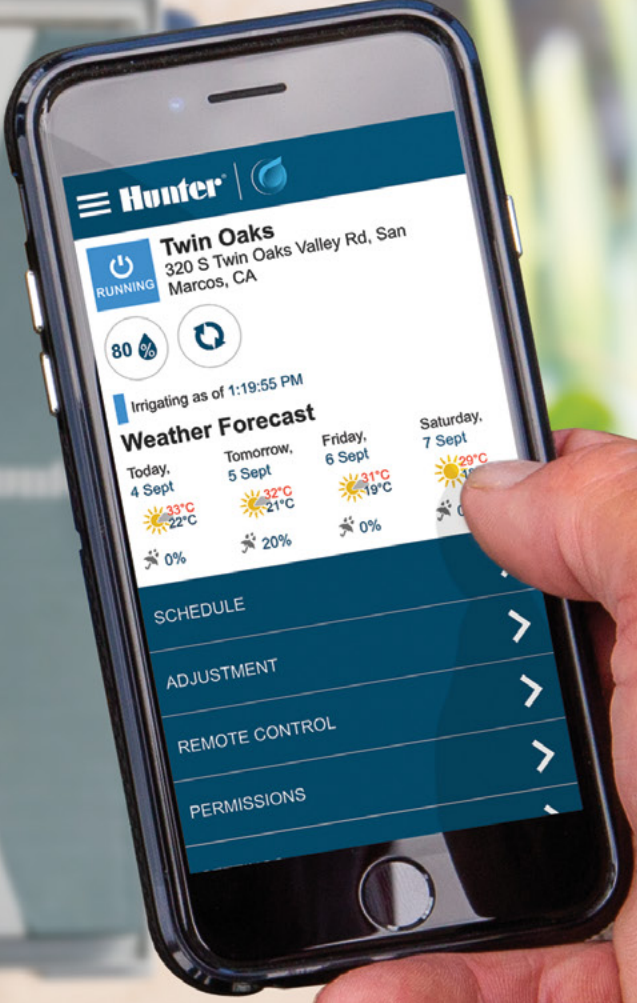 Hunter®
Twin Oaks
320 S Twin Oaks Valley Rd, San
Marcos, CA
RUNNING
80 %
Irrigating as of 1:19:55 PM
Weather Forecast
Today,
4 Sept
33°C
22°C
0%
Tomorrow,
5 Sept
32°C
21°C
20%
Friday,
6 Sept
31°C
19°C
0%
Saturday,
7 Sept
29°C
SCHEDULE
ADJUSTMENT
REMOTE CONTROL
PERMISSIONS